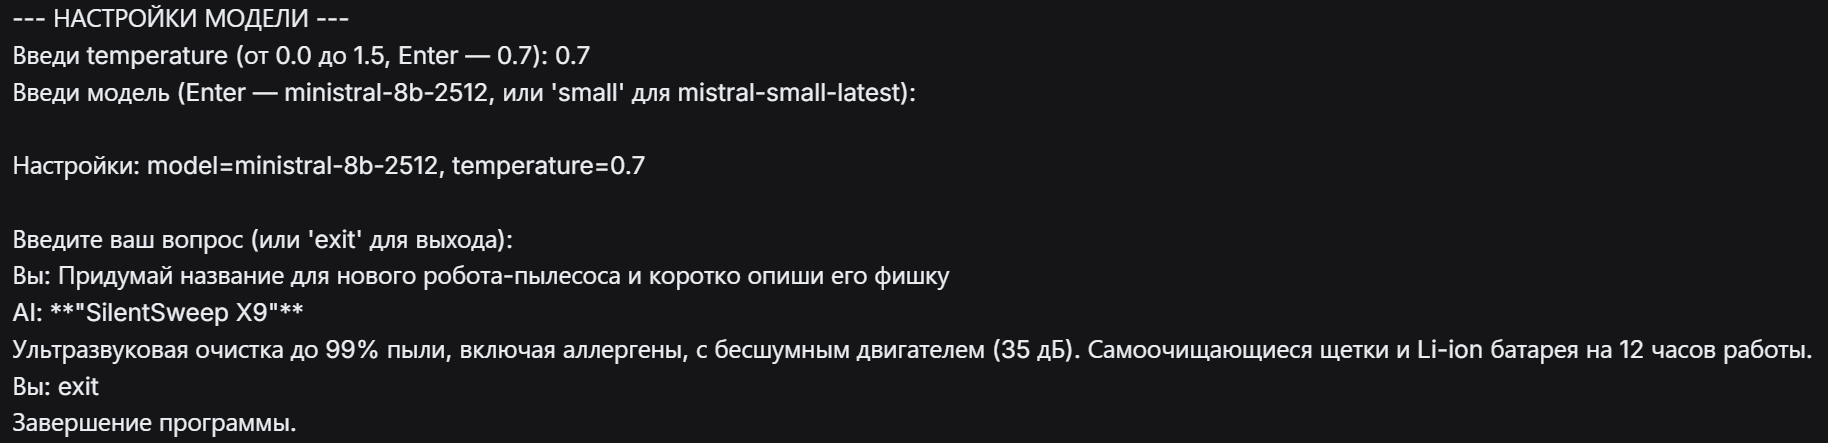 --- НАСТРОЙКИ МОДЕЛИ ---
Введи temperature (от 0.0 до 1.5, Enter — 0.7): 0.7
Введи модель (Enter — ministral-8b-2512, или 'small' для mistral-small-latest):
Настройки: model=ministral-8b-2512, temperature=0.7
Введите ваш вопрос (или 'exit' для выхода):
Вы: Придумай название для нового робота-пылесоса и коротко опиши его фишку
AI: **"SilentSweep X9"**
Ультразвуковая очистка до 99% пыли, включая аллергены, с бесшумным двигателем (35 дБ). Самоочищающиеся щетки и Li-ion батарея на 12 часов работы.
Вы: exit
Завершение программы.